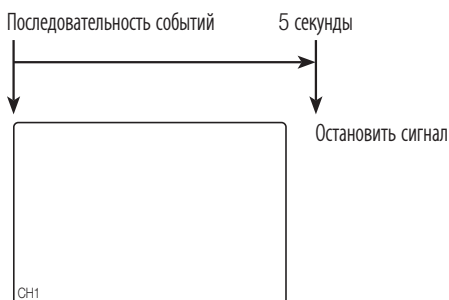 Последовательность событий
5 секунды
Остановить сигнал
CH1